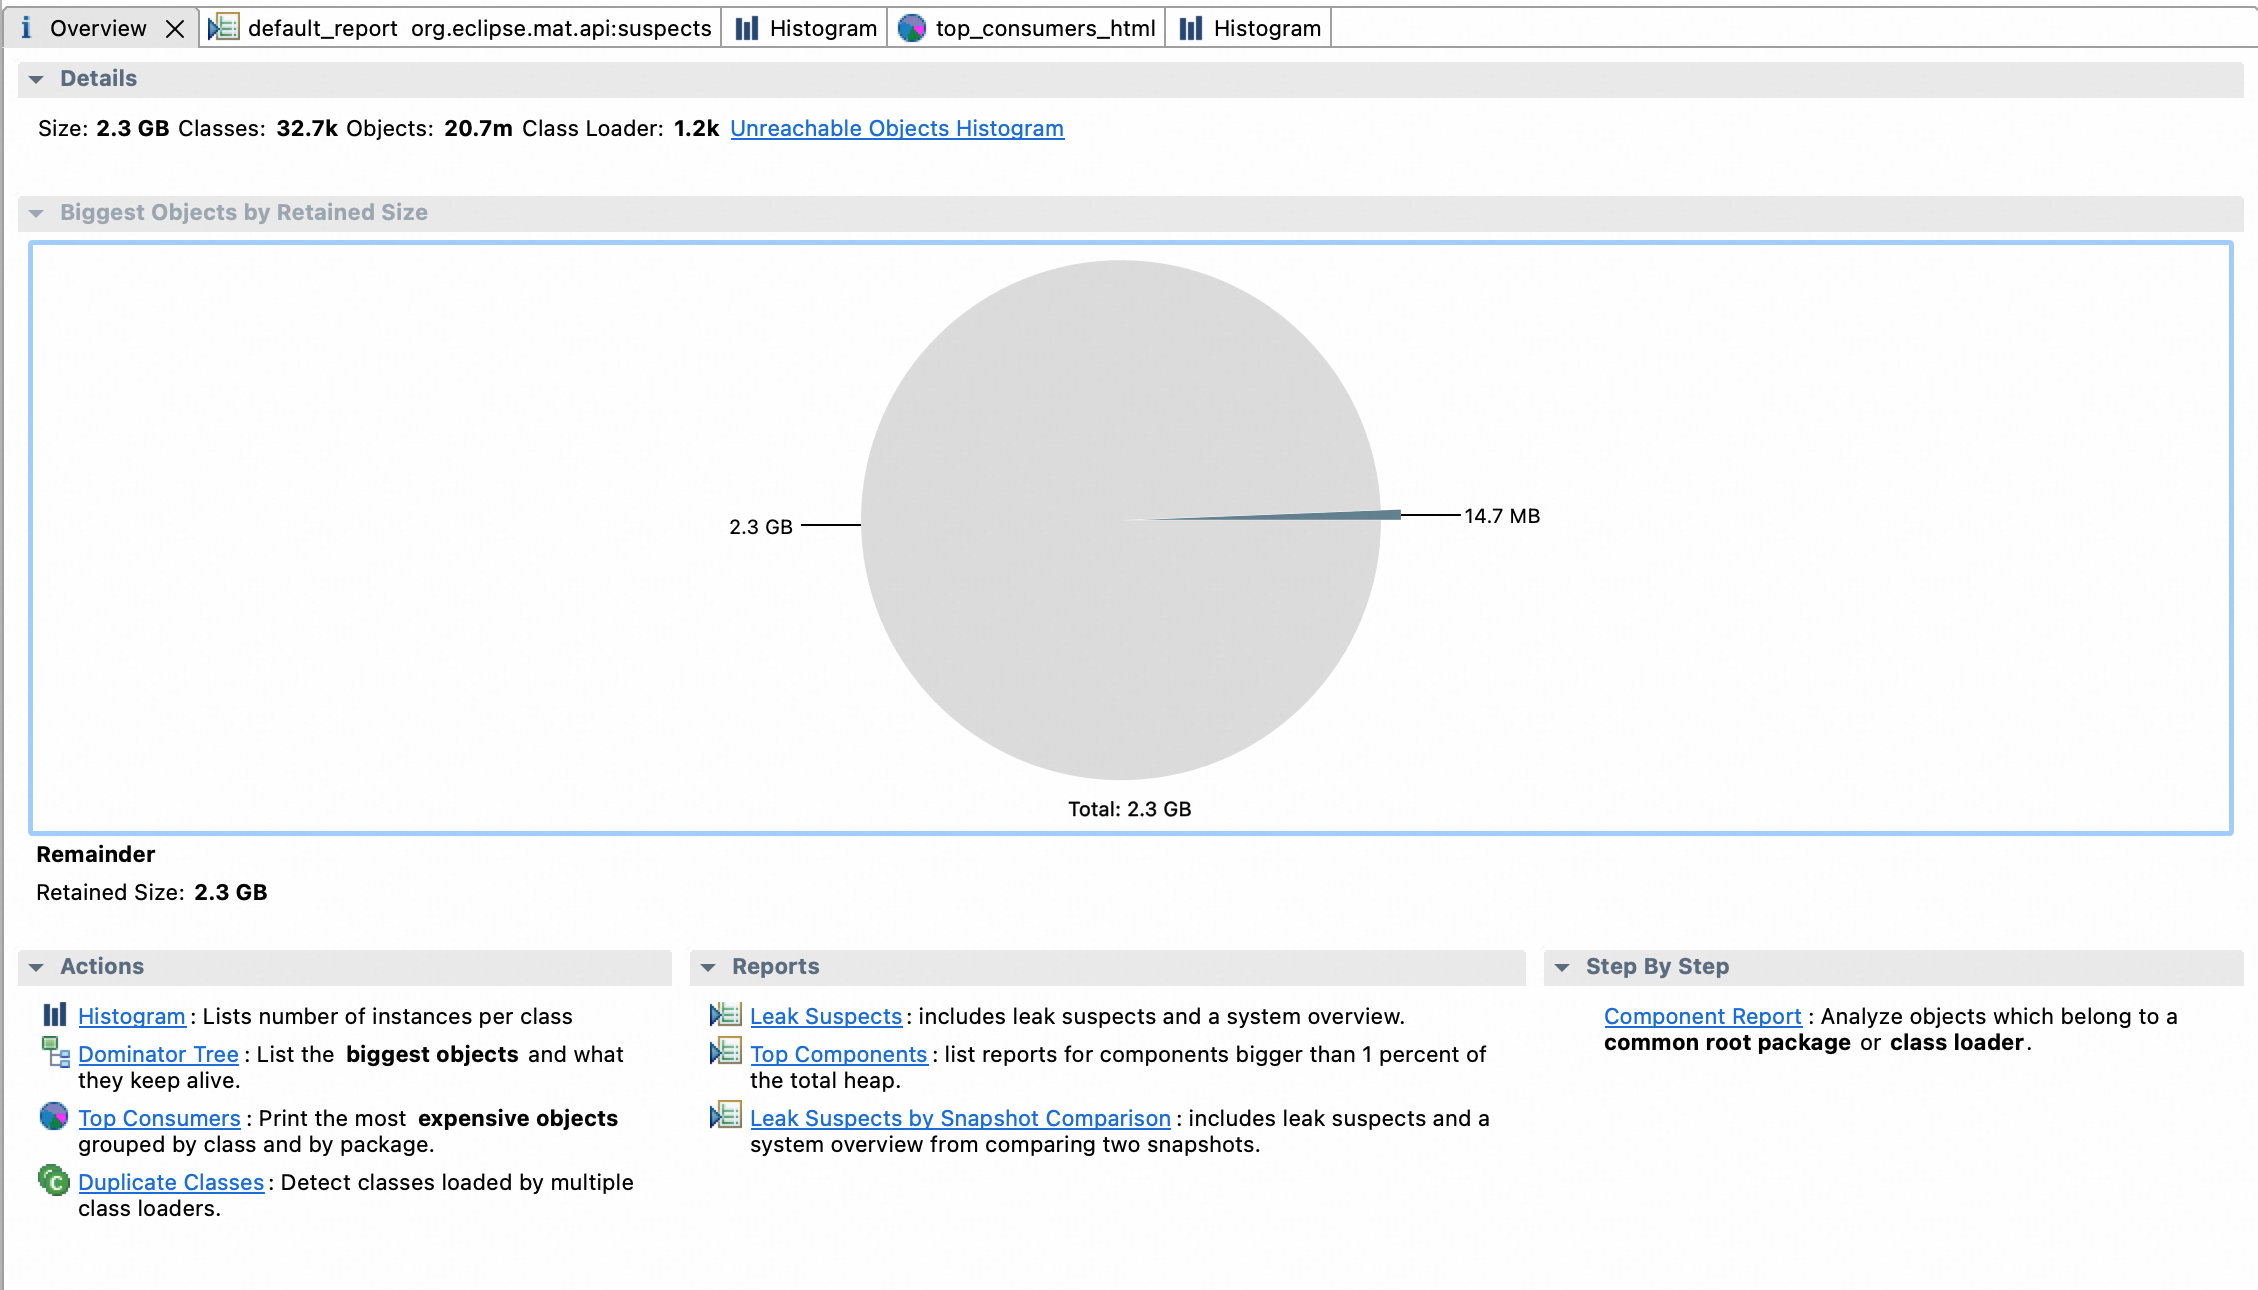 Overview
default_report org.eclipse.mat.api:suspects
Histogram
top_consumers_html
Histogram
Details
Size: 2.3 GB Classes: 32.7k Objects: 20.7m Class Loader: 1.2k Unreachable Objects Histogram
Biggest Objects by Retained Size
2.3 GB
14.7 MB
Total: 2.3 GB
Remainder
Retained Size: 2.3 GB
Actions
Histogram: Lists number of instances per class
Dominator Tree: List the biggest objects and what
they keep alive.
Top Consumers: Print the most expensive objects
grouped by class and by package.
Duplicate Classes: Detect classes loaded by multiple
class loaders.
Reports
Leak Suspects: includes leak suspects and a system overview.
Top Components: list reports for components bigger than 1 percent of
the total heap.
Leak Suspects by Snapshot Comparison: includes leak suspects and a
system overview from comparing two snapshots.
Step By Step
Component Report: Analyze objects which belong to a
common root package or class loader.